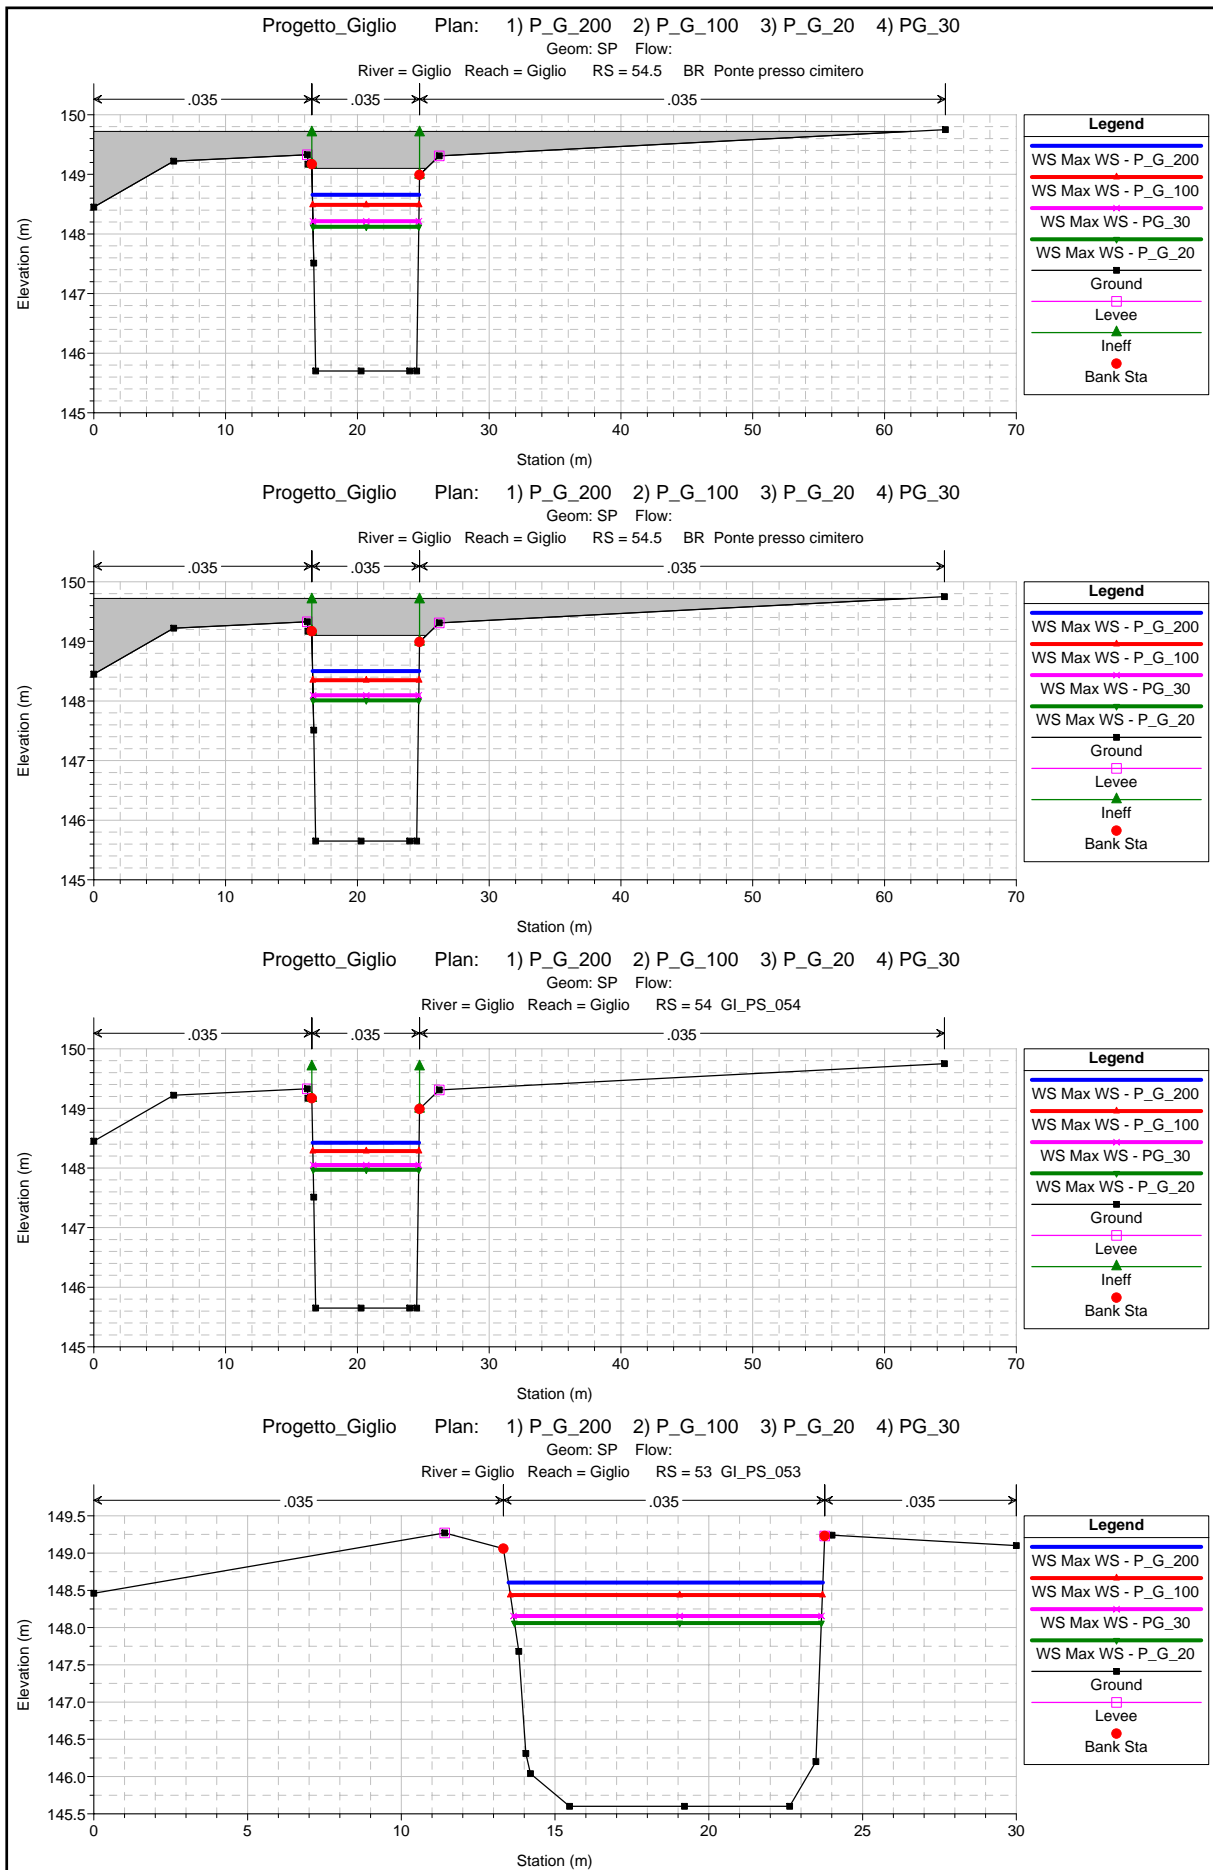 Progetto_Giglio Plan: 1) P_G_200 2) P_G_100 3) P_G_20 4) PG_30
Geom: SP Flow:
River = Giglio Reach = Giglio RS = 54.5 BR Ponte presso cimitero
.035 .035 .035
Elevation (m)
150
149
148
147
146
145
0 10 20 30 40 50 60 70
Station (m)
Legend
WS Max WS - P_G_200
WS Max WS - P_G_100
WS Max WS - PG_30
WS Max WS - P_G_20
Ground
Levee
Ineff
Bank Sta
Progetto_Giglio Plan: 1) P_G_200 2) P_G_100 3) P_G_20 4) PG_30
Geom: SP Flow:
River = Giglio Reach = Giglio RS = 54.5 BR Ponte presso cimitero
.035 .035 .035
Elevation (m)
150
149
148
147
146
145
0 10 20 30 40 50 60 70
Station (m)
Legend
WS Max WS - P_G_200
WS Max WS - P_G_100
WS Max WS - PG_30
WS Max WS - P_G_20
Ground
Levee
Ineff
Bank Sta
Progetto_Giglio Plan: 1) P_G_200 2) P_G_100 3) P_G_20 4) PG_30
Geom: SP Flow:
River = Giglio Reach = Giglio RS = 54 GI_PS_054
.035 .035 .035
Elevation (m)
150
149
148
147
146
145
0 10 20 30 40 50 60 70
Station (m)
Legend
WS Max WS - P_G_200
WS Max WS - P_G_100
WS Max WS - PG_30
WS Max WS - P_G_20
Ground
Levee
Ineff
Bank Sta
Progetto_Giglio Plan: 1) P_G_200 2) P_G_100 3) P_G_20 4) PG_30
Geom: SP Flow:
River = Giglio Reach = Giglio RS = 53 GI_PS_053
.035 .035 .035
Elevation (m)
149.5
149.0
148.5
148.0
147.5
147.0
146.5
146.0
145.5
0 5 10 15 20 25 30
Station (m)
Legend
WS Max WS - P_G_200
WS Max WS - P_G_100
WS Max WS - PG_30
WS Max WS - P_G_20
Ground
Levee
Bank Sta